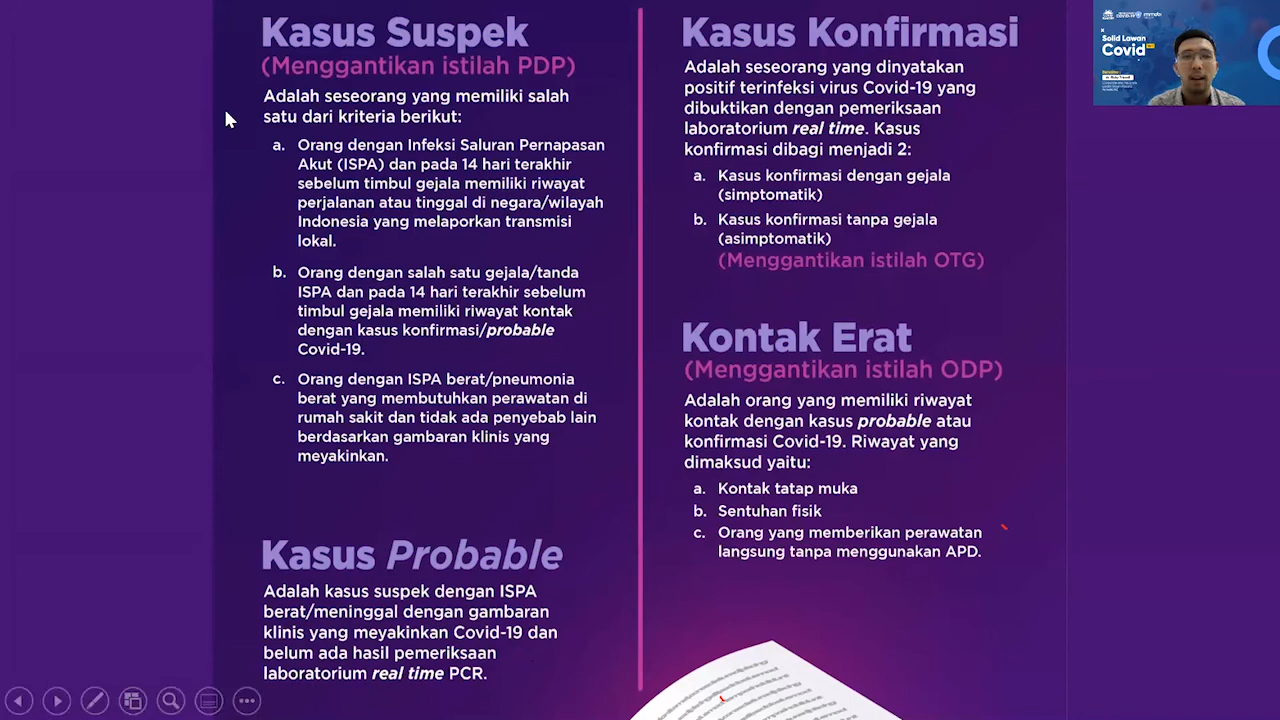 Kasus Suspek
(Menggantikan istilah PDP)
Adalah seseorang yang memiliki salah
satu dari kriteria berikut:
a. Orang dengan Infeksi Saluran Pernapasan
Akut (ISPA) dan pada 14 hari terakhir
sebelum timbul gejala memiliki riwayat
perjalanan atau tinggal di negara/wilayah
Indonesia yang melaporkan transmisi
lokal.
b. Orang dengan salah satu gejala/tanda
ISPA dan pada 14 hari terakhir sebelum
timbul gejala memiliki riwayat kontak
dengan kasus konfirmasi/probable
Covid-19.
c. Orang dengan ISPA berat/pneumonia
berat yang membutuhkan perawatan di
rumah sakit dan tidak ada penyebab lain
berdasarkan gambaran klinis yang
meyakinkan.
Kasus Probable
Adalah kasus suspek dengan ISPA
berat/meninggal dengan gambaran
klinis yang meyakinkan Covid-19 dan
belum ada hasil pemeriksaan
laboratorium real time PCR.
Kasus Konfirmasi
Adalah seseorang yang dinyatakan
positif terinfeksi virus Covid-19 yang
dibuktikan dengan pemeriksaan
laboratorium real time. Kasus
konfirmasi dibagi menjadi 2:
a. Kasus konfirmasi dengan gejala
(simptomatik)
b. Kasus konfirmasi tanpa gejala
(asimptomatik)
(Menggantikan istilah OTG)
Kontak Erat
(Menggantikan istilah ODP)
Adalah orang yang memiliki riwayat
kontak dengan kasus probable atau
konfirmasi Covid-19. Riwayat yang
dimaksud yaitu:
a. Kontak tatap muka
b. Sentuhan fisik
c. Orang yang memberikan perawatan
langsung tanpa menggunakan APD.
Solid Lawan
Covid